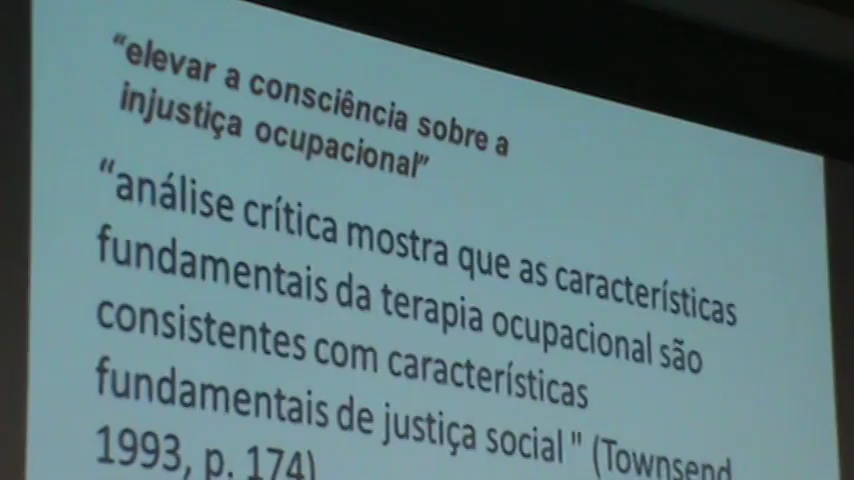 “elevar a consciência sobre a
injustiça ocupacional”
“análise crítica mostra que as características
fundamentais da terapia ocupacional são
consistentes com características
fundamentais de justiça social " (Townsend
1993, p. 174)